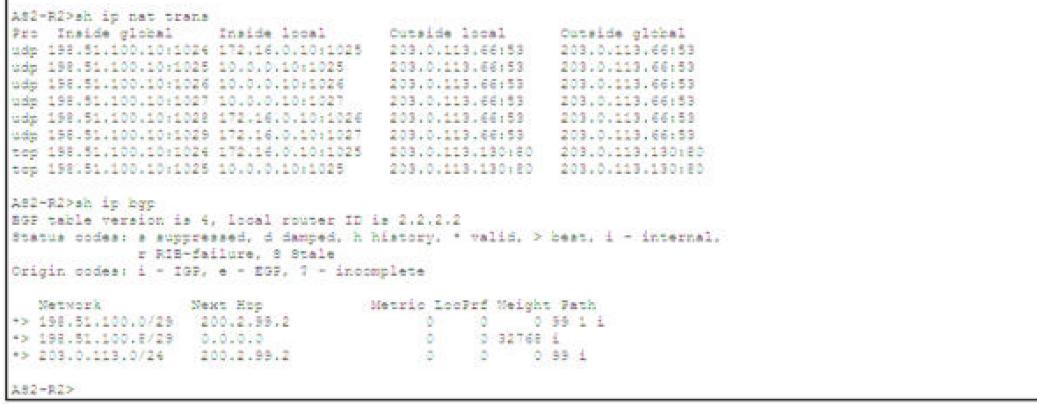 AS2-R2>sh ip nat trans
Pro Inside global Inside local Outside local Outside global
udp 198.51.100.10:1024 172.16.0.10:1025 203.0.113.66:53 203.0.113.66:53
udp 198.51.100.10:1025 10.0.0.10:1025 203.0.113.66:53 203.0.113.66:53
udp 198.51.100.10:1026 10.0.0.10:1026 203.0.113.66:53 203.0.113.66:53
udp 198.51.100.10:1027 10.0.0.10:1027 203.0.113.66:53 203.0.113.66:53
udp 198.51.100.10:1028 172.16.0.10:1026 203.0.113.66:53 203.0.113.66:53
udp 198.51.100.10:1029 172.16.0.10:1027 203.0.113.66:53 203.0.113.66:53
tcp 198.51.100.10:1024 172.16.0.10:1025 203.0.113.130:80 203.0.113.130:80
tcp 198.51.100.10:1025 10.0.0.10:1025 203.0.113.130:80 203.0.113.130:80
AS2-R2>sh ip bgp
BGP table version is 4, local router ID is 2.2.2.2
Status codes: s suppressed, d damped, h history, * valid, > best, i - internal,
r RIB-failure, S Stale
Origin codes: i - IGP, e - EGP, ? - incomplete
Network Next Hop Metric LocPrf Weight Path
*> 198.51.100.0/29 200.2.99.2 0 0 0 99 1 i
*> 198.51.100.8/29 0.0.0.0 0 0 32768 i
*> 203.0.113.0/24 200.2.99.2 0 0 0 99 i
AS2-R2>